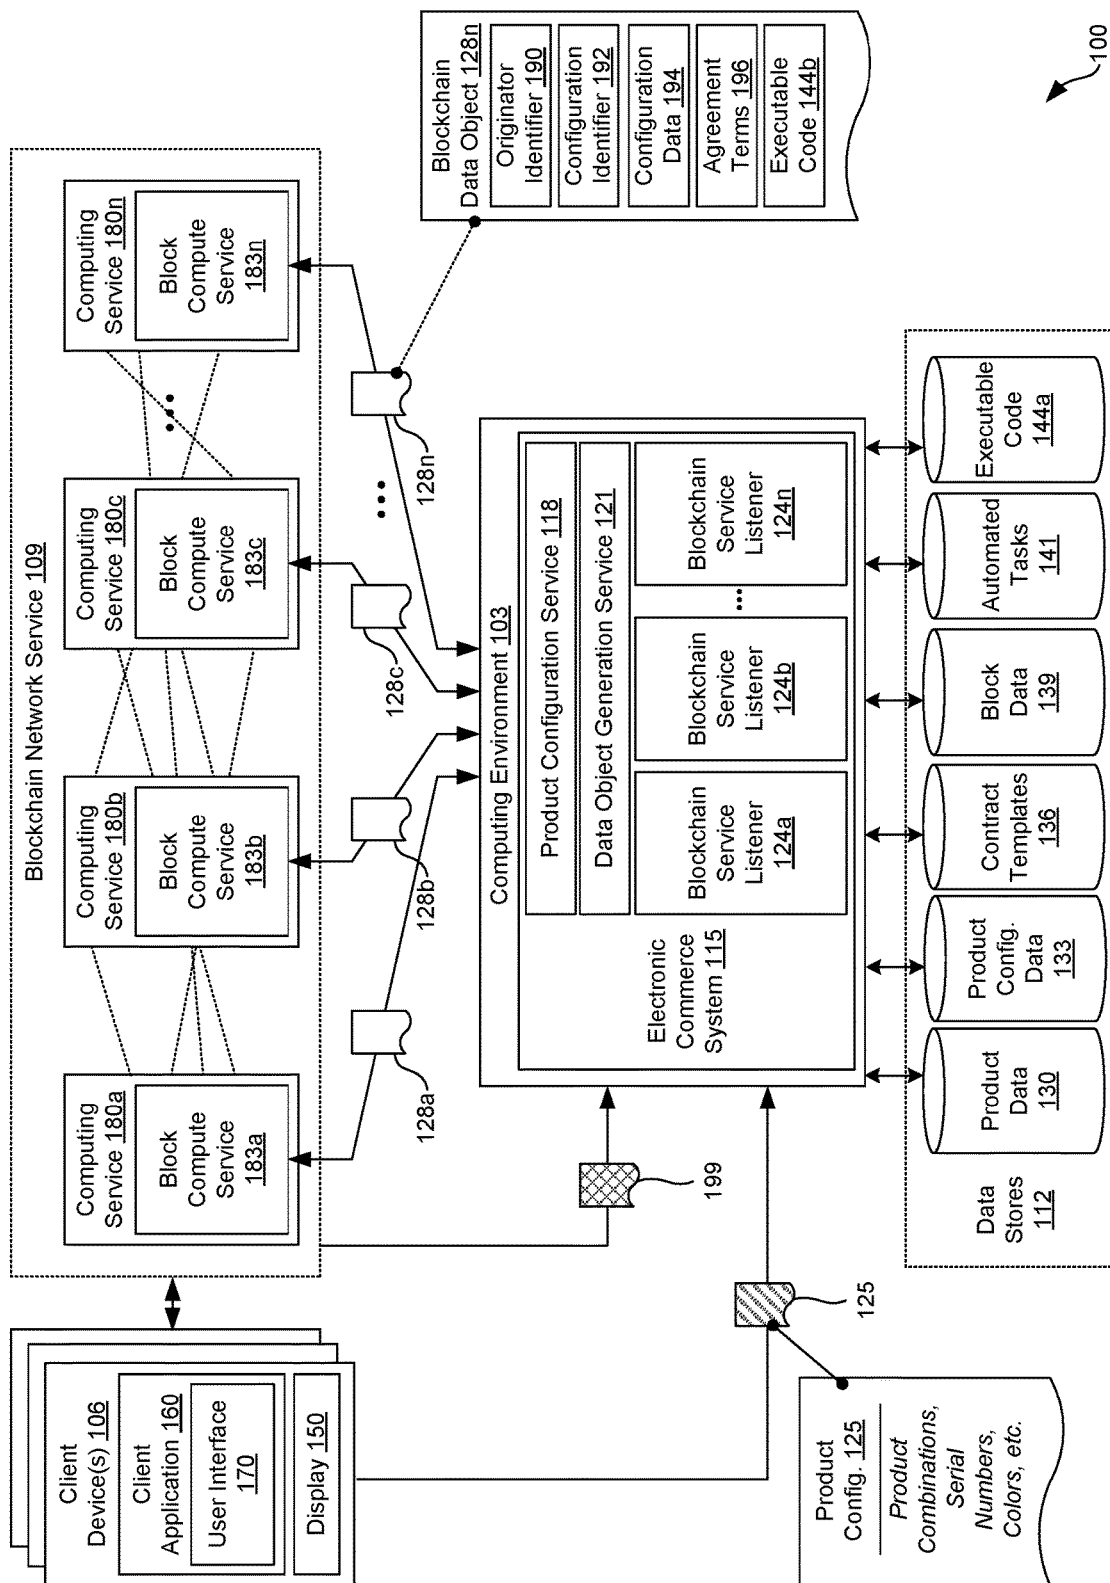 Blockchain Network Service 109
Computing
Service 180a
Block
Compute
Service
183a
Computing
Service 180b
Block
Compute
Service
183b
Computing
Service 180c
Block
Compute
Service
183c
Computing
Service 180n
Block
Compute
Service
183n
Client
Device(s) 106
Client
Application 160
User Interface
170
Display 150
128a
128b
128c
128n
Blockchain
Data Object 128n
Originator
Identifier 190
Configuration
Identifier 192
Configuration
Data 194
Agreement
Terms 196
Executable
Code 144b
199
125
Computing Environment 103
Electronic
Commerce
System 115
Product Configuration Service 118
Data Object Generation Service 121
Blockchain
Service
Listener
124a
Blockchain
Service
Listener
124b
...
Blockchain
Service
Listener
124n
Product
Config. 125
Product
Combinations,
Serial
Numbers,
Colors, etc.
Data
Stores
112
Product
Data
130
Product
Config.
Data
133
Contract
Templates
136
Block
Data
139
Automated
Tasks
141
Executable
Code
144a
100